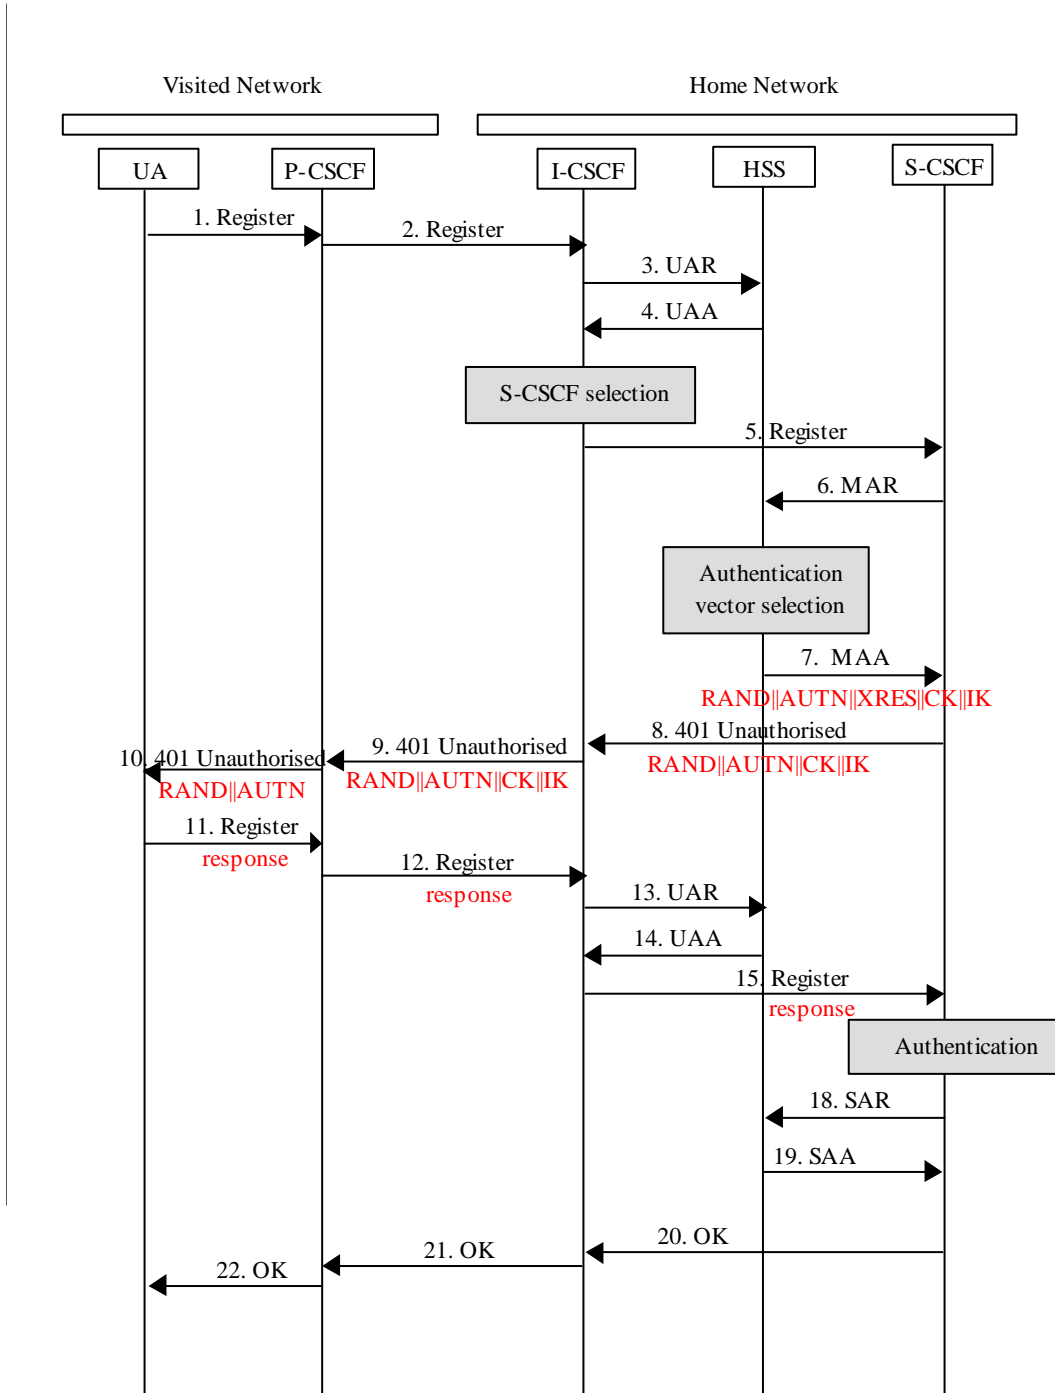 Visited Network
Home Network
UA
P-CSCF
I-CSCF
HSS
S-CSCF
1. Register
2. Register
3. UAR
4. UAA
S-CSCF selection
5. Register
6. MAR
Authentication
vector selection
7. MAA
RAND||AUTN||XRES||CK||IK
8. 401 Unauthorised
RAND||AUTN||CK||IK
9. 401 Unauthorised
RAND||AUTN||CK||IK
10. 401 Unauthorised
RAND||AUTN
11. Register
response
12. Register
response
13. UAR
14. UAA
15. Register
response
Authentication
18. SAR
19. SAA
20. OK
21. OK
22. OK